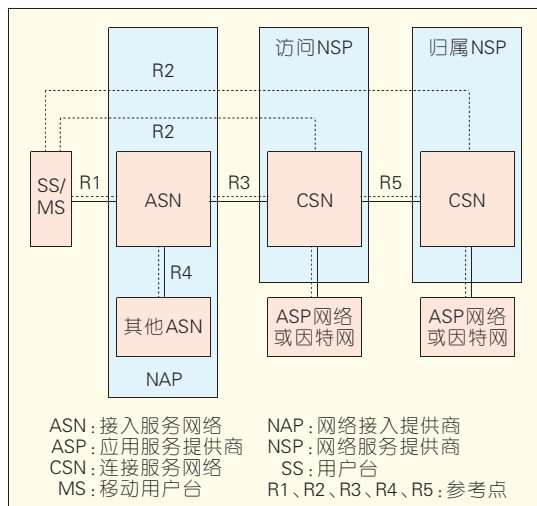 访问NSP
归属NSP
R2
R2
SS/
MS
R1
ASN
R3
CSN
R5
CSN
R4
其他ASN
ASP网络
或因特网
ASP网络
或因特网
NAP
ASN:接入服务网络
NAP:网络接入提供商
ASP:应用服务提供商
NSP:网络服务提供商
CSN:连接服务网络
SS:用户台
MS:移动用户台
R1、R2、R3、R4、R5:参考点